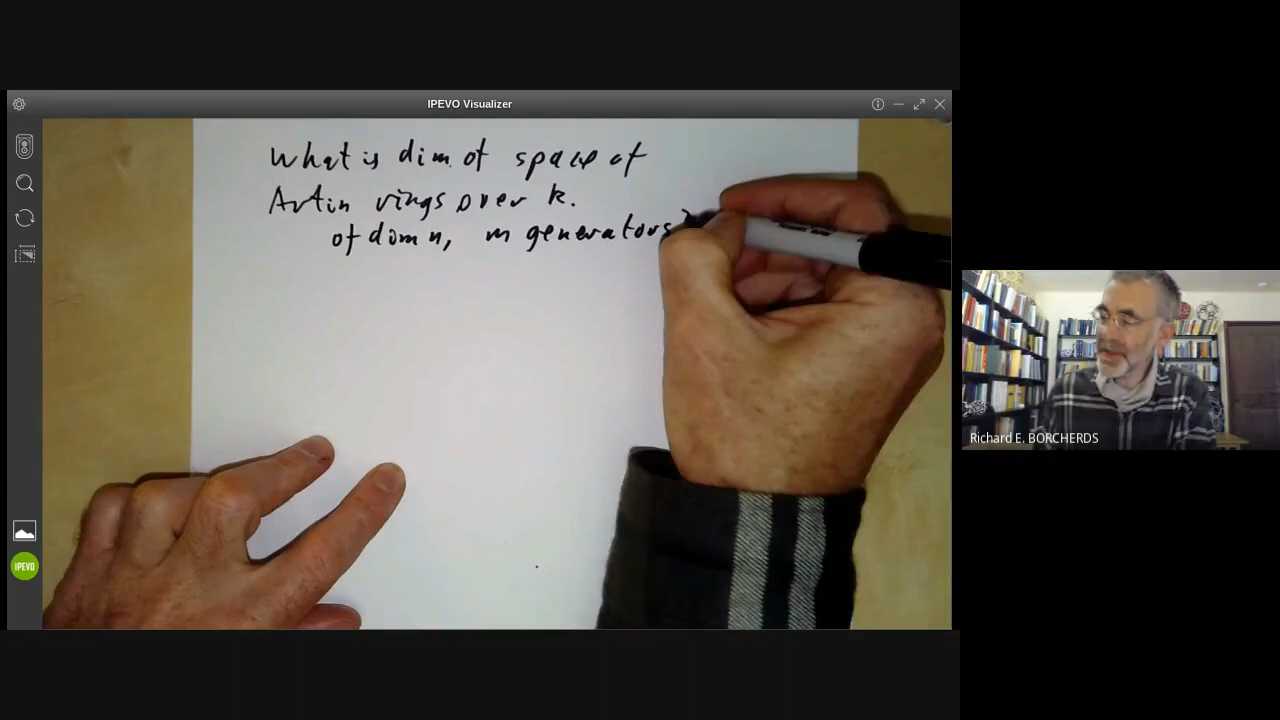 IPEVO Visualizer
What is dim of space of
Artin rings over k.
of dim n, m generators?
IPEVO
Richard E. BORCHERDS